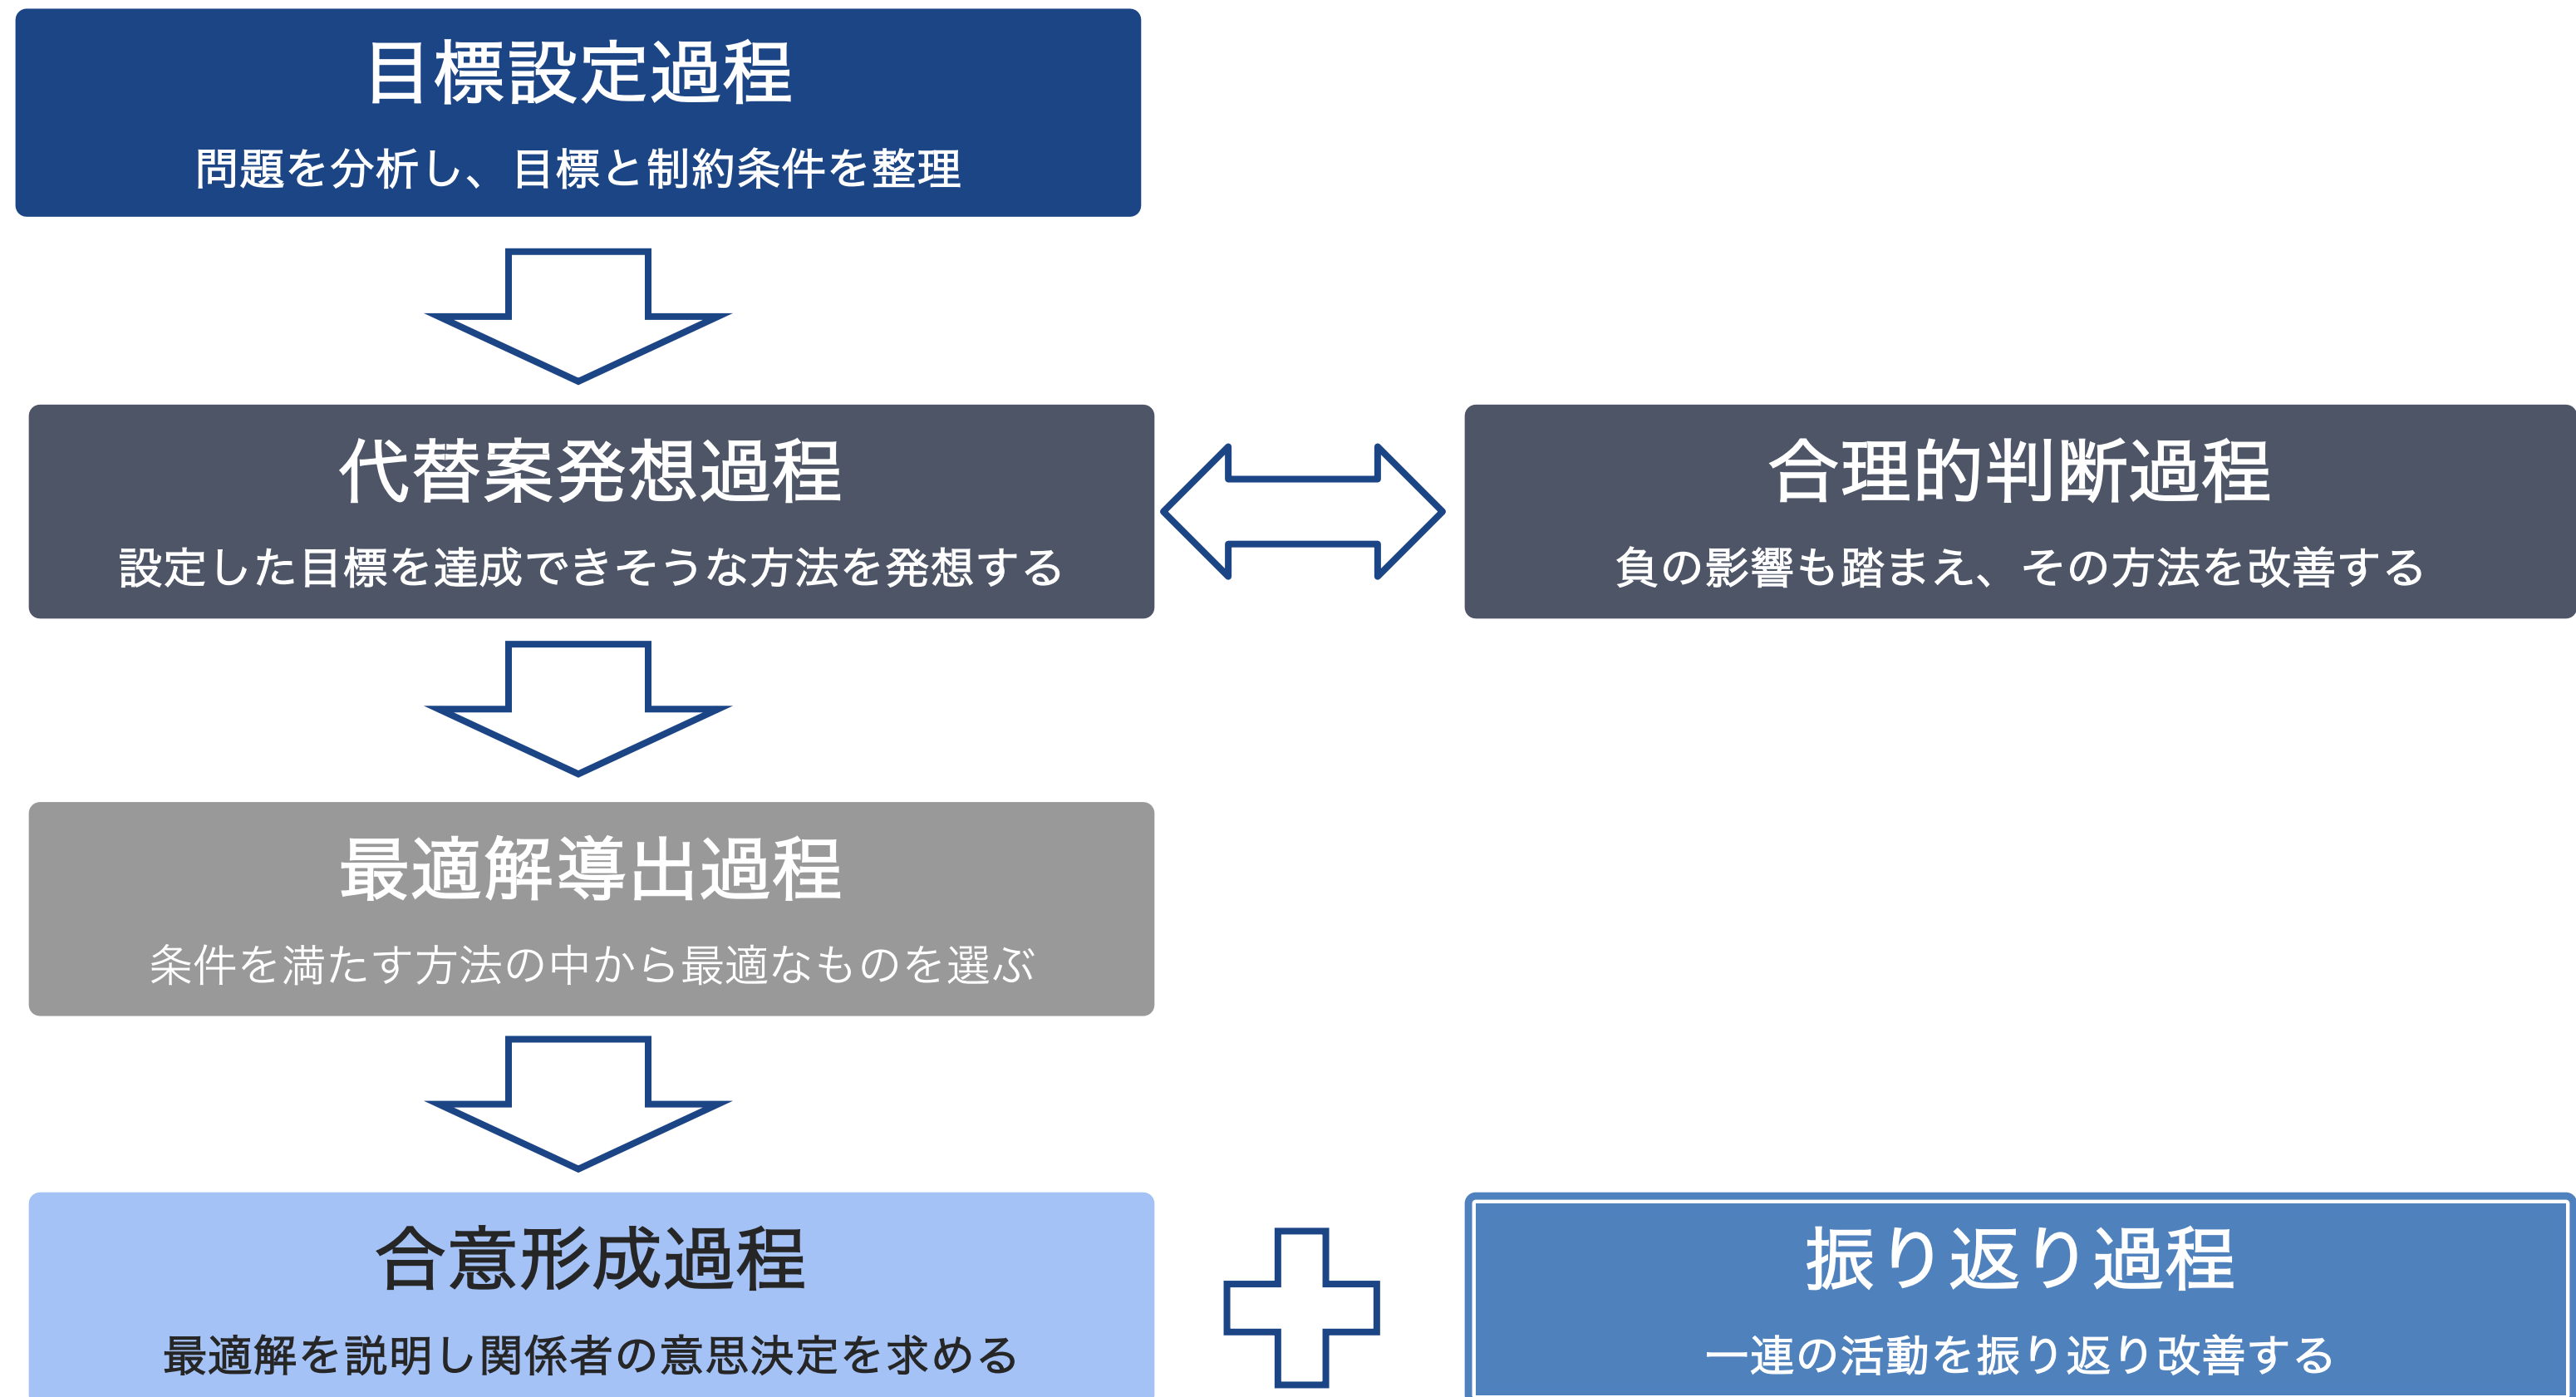 目標設定過程
問題を分析し、目標と制約条件を整理
代替案発想過程
設定した目標を達成できそうな方法を発想する
合理的判断過程
負の影響も踏まえ、その方法を改善する
最適解導出過程
条件を満たす方法の中から最適なものを選ぶ
合意形成過程
最適解を説明し関係者の意思決定を求める
振り返り過程
一連の活動を振り返り改善する